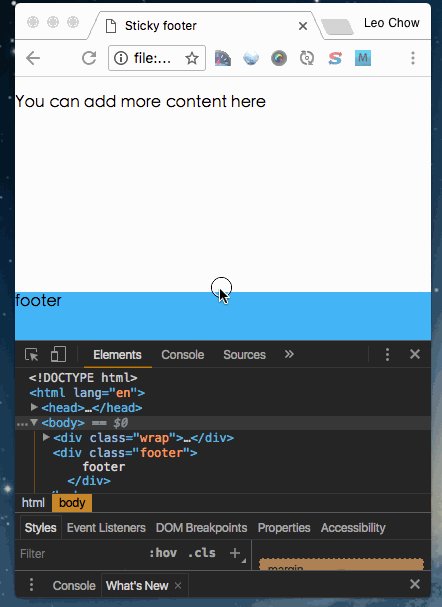 Sticky footer
Leo Chow
file:...
You can add more content here
footer
Elements Console Sources »
<!DOCTYPE html>
<html lang="en">
<head>…</head>
<body> == $0
<div class="wrap">…</div>
<div class="footer">
footer
</div>
html body
Styles Event Listeners DOM Breakpoints Properties Accessibility
Filter :hov .cls +
margin
Console What's New